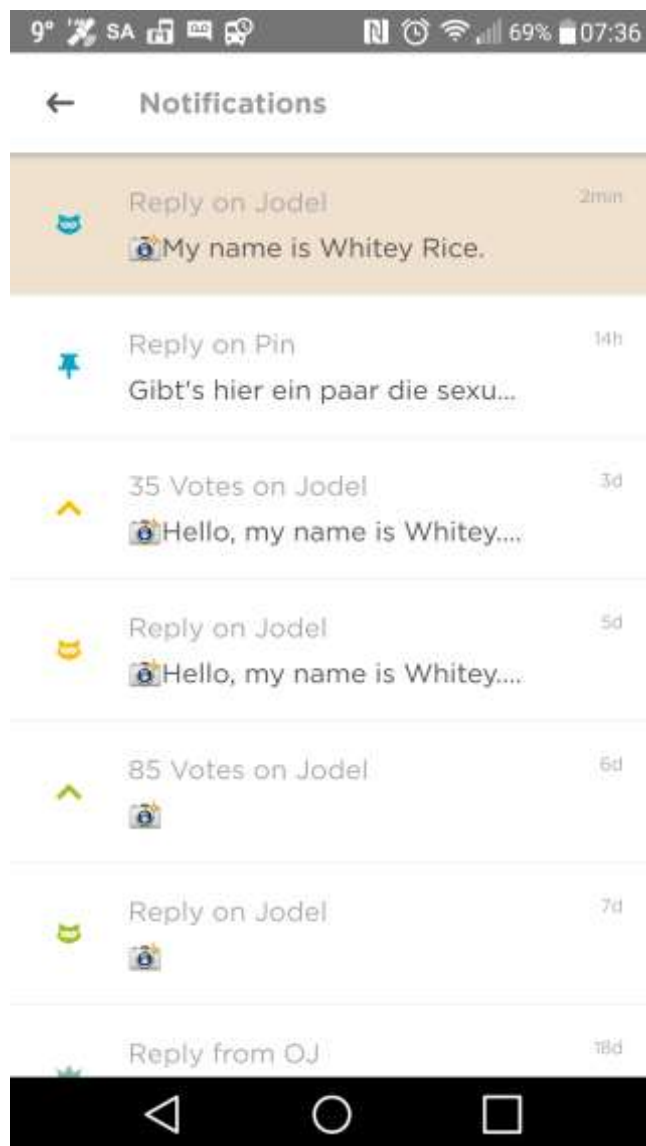 9° SA 69% 07:36
Notifications
Reply on Jodel 2min
📷My name is Whitey Rice.
Reply on Pin 14h
Gibt's hier ein paar die sexu...
35 Votes on Jodel 3d
📷Hello, my name is Whitey....
Reply on Jodel 5d
📷Hello, my name is Whitey....
85 Votes on Jodel 6d
📷
Reply on Jodel 7d
📷
Reply from OJ 18d